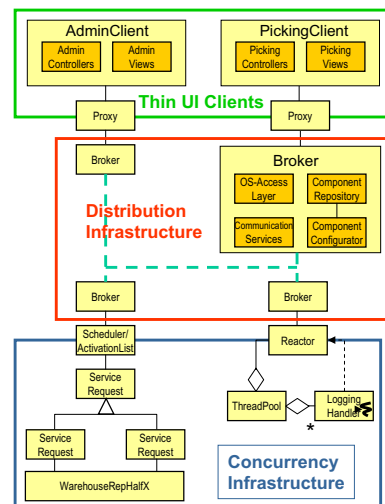 AdminClient
Admin
Controllers
Admin
Views
PickingClient
Picking
Controllers
Picking
Views
Thin UI Clients
Proxy
Proxy
Broker
Broker
OS-Access
Layer
Component
Repository
Communication
Services
Component
Configurator
Distribution
Infrastructure
Broker
Broker
Scheduler/
ActivationList
Reactor
Service
Request
ThreadPool
Logging
Handler
*
Service
Request
Service
Request
WarehouseRepHalfX
Concurrency
Infrastructure